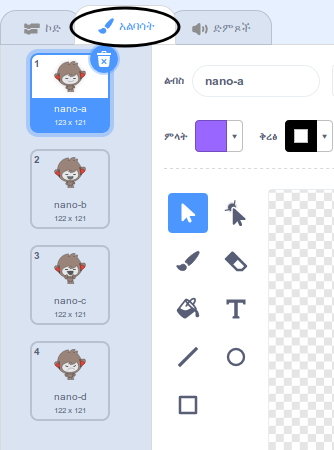 ኮድ አልባሳት ድምጾች
1
nano-a
123 x 121
2
nano-b
122 x 121
3
nano-c
122 x 121
4
nano-d
122 x 121
ልብስ nano-a
ምላት ቅረፅ
T